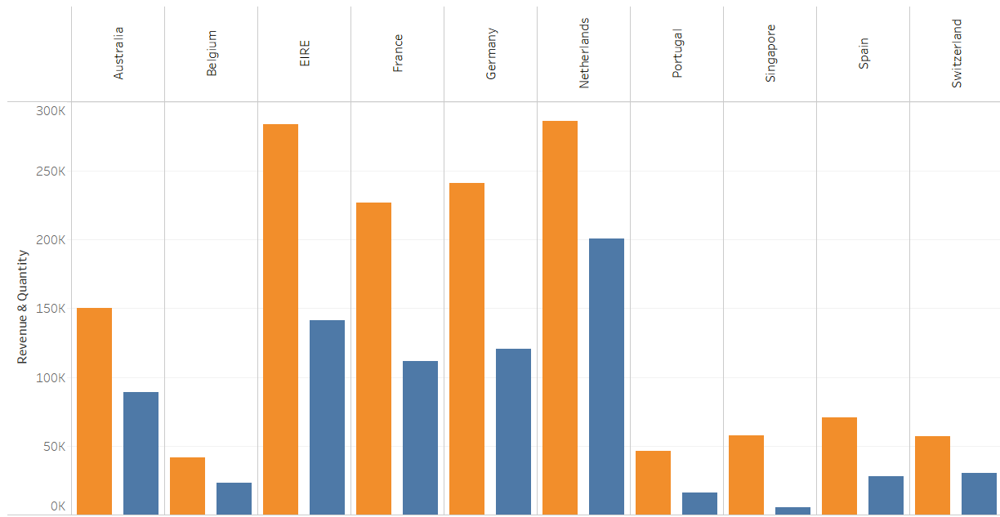 Australia
Belgium
EIRE
France
Germany
Netherlands
Portugal
Singapore
Spain
Switzerland
300K
250K
200K
150K
100K
50K
0K
Revenue & Quantity